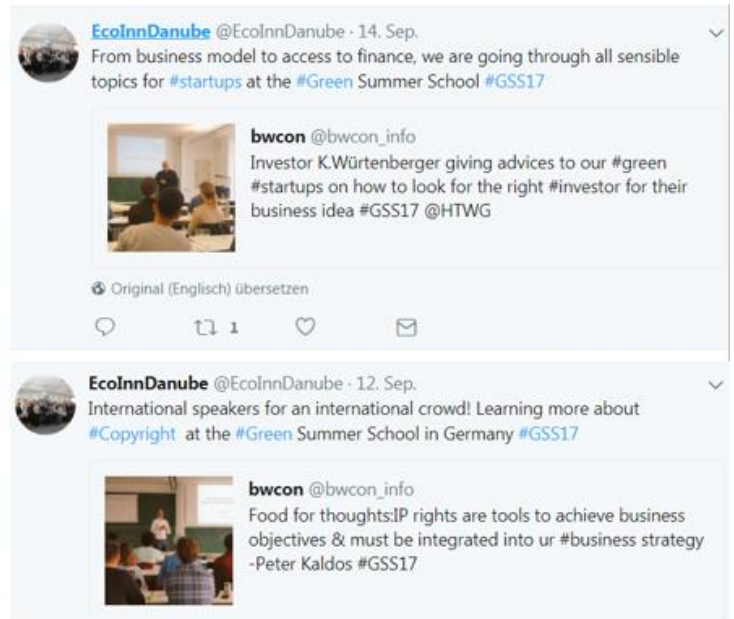 EcoInnDanube @EcoInnDanube · 14. Sep.
From business model to access to finance, we are going through all sensible
topics for #startups at the #Green Summer School #GSS17
bwcon @bwcon_info
Investor K.Würtenberger giving advices to our #green
#startups on how to look for the right #investor for their
business idea #GSS17 @HTWG
Original (Englisch) übersetzen
1
EcoInnDanube @EcoInnDanube · 12. Sep.
International speakers for an international crowd! Learning more about
#Copyright at the #Green Summer School in Germany #GSS17
bwcon @bwcon_info
Food for thoughts:IP rights are tools to achieve business
objectives & must be integrated into ur #business strategy
-Peter Kaldos #GSS17